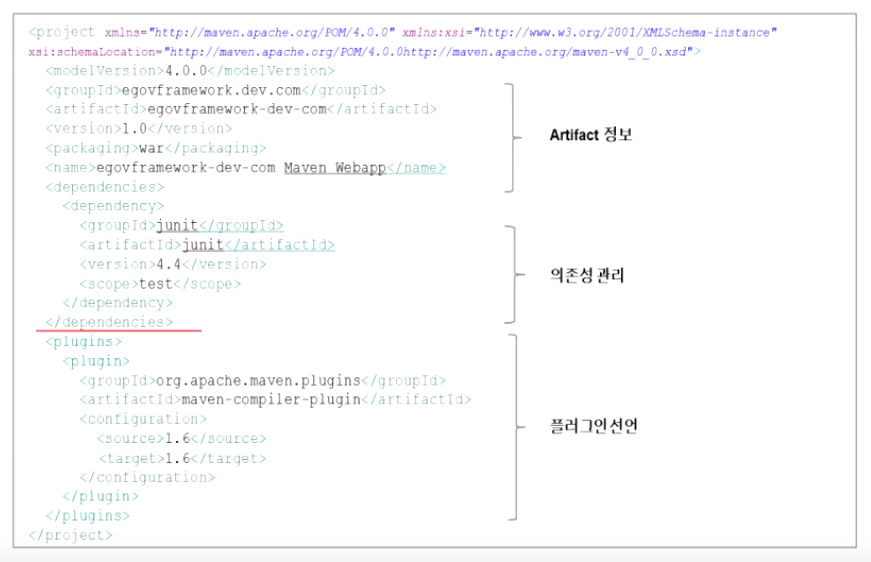 <project xmlns="http://maven.apache.org/POM/4.0.0" xmlns:xsi="http://www.w3.org/2001/XMLSchema-instance"
xsi:schemaLocation="http://maven.apache.org/POM/4.0.0http://maven.apache.org/maven-v4_0_0.xsd">
<modelVersion>4.0.0</modelVersion>
<groupId>egovframework.dev.com</groupId>
<artifactId>egovframework-dev-com</artifactId>
<version>1.0</version>
<packaging>war</packaging>
<name>egovframework-dev-com Maven Webapp</name>
Artifact 정보
<dependencies>
<dependency>
<groupId>junit</groupId>
<artifactId>junit</artifactId>
<version>4.4</version>
<scope>test</scope>
</dependency>
</dependencies>
의존성 관리
<plugins>
<plugin>
<groupId>org.apache.maven.plugins</groupId>
<artifactId>maven-compiler-plugin</artifactId>
<configuration>
<source>1.6</source>
<target>1.6</target>
</configuration>
</plugin>
</plugins>
플러그인 선언
</project>